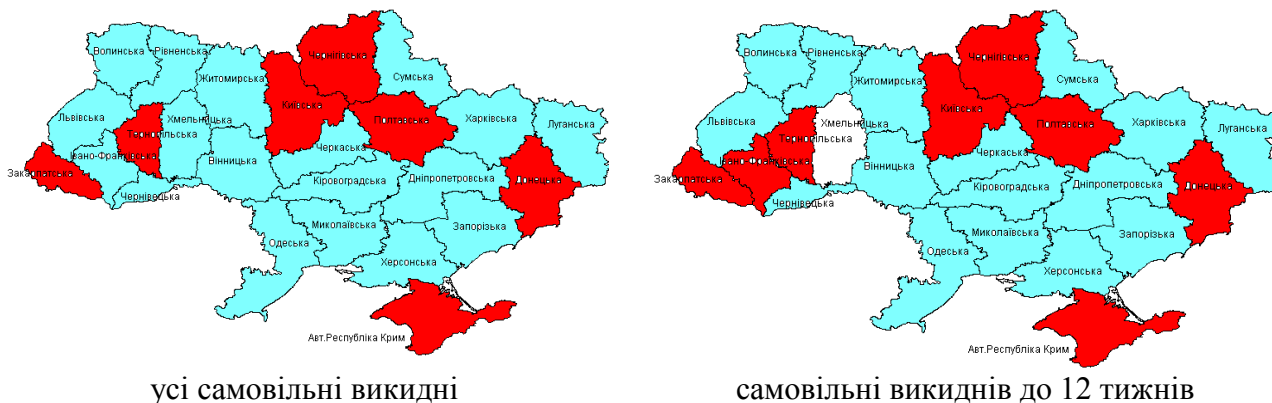 Волинська
Рівненська
Житомирська
Чернігівська
Сумська
Київська
Львівська
Тернопільська
Хмельницька
Полтавська
Харківська
Луганська
Черкаська
Івано-Франківська
Вінницька
Закарпатська
Чернівецька
Кіровоградська
Дніпропетровська
Донецька
Миколаївська
Запорізька
Одеська
Херсонська
Авт.Республіка Крим
усі самовільні викидні
Волинська
Рівненська
Житомирська
Чернігівська
Сумська
Київська
Львівська
Тернопільська
Хмельницька
Полтавська
Харківська
Луганська
Черкаська
Івано-Франківська
Вінницька
Закарпатська
Чернівецька
Кіровоградська
Дніпропетровська
Донецька
Миколаївська
Запорізька
Одеська
Херсонська
Авт.Республіка Крим
самовільні викиднів до 12 тижнів